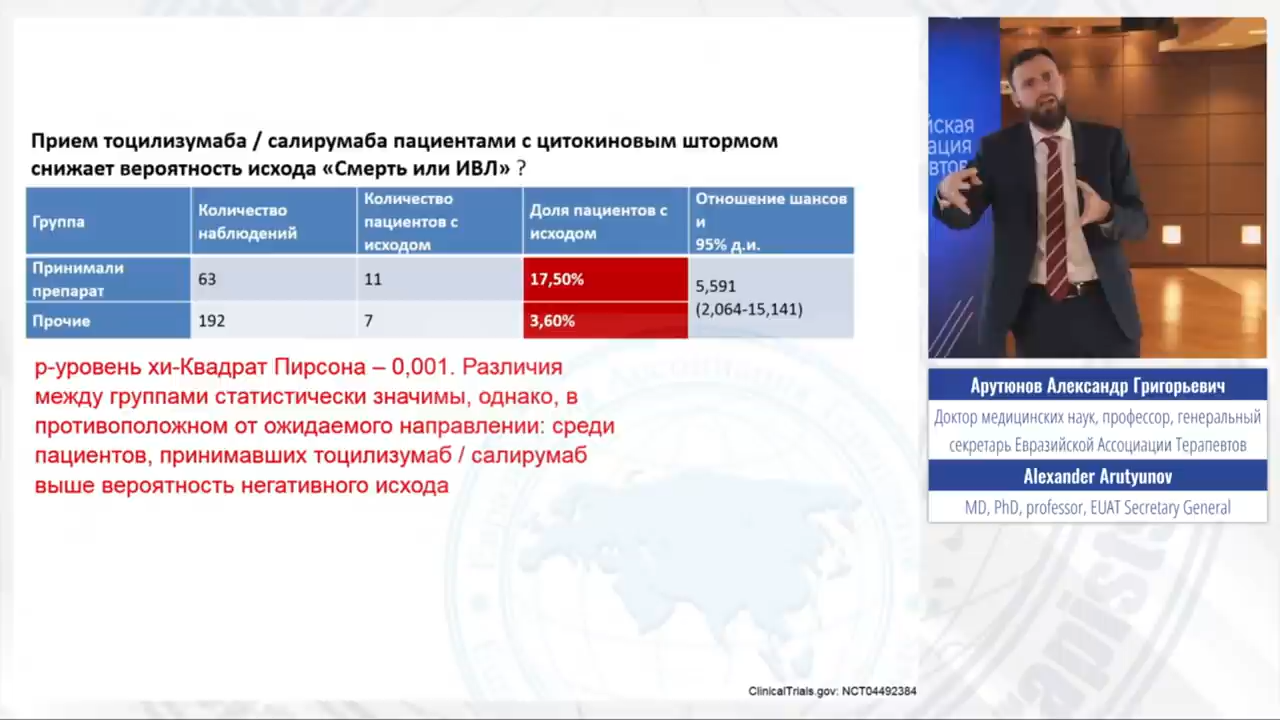 Прием тоцилизумаба / салирумаба пациентами с цитокиновым штормом
снижает вероятность исхода «Смерть или ИВЛ» ?
Группа
Количество
наблюдений
Количество
пациентов с
исходом
Доля пациентов с
исходом
Отношение шансов
и
95% д.и.
Принимали
препарат
63
11
17,50%
5,591
(2,064-15,141)
Прочие
192
7
3,60%
р-уровень хи-Квадрат Пирсона – 0,001. Различия
между группами статистически значимы, однако, в
противоположном от ожидаемого направлении: среди
пациентов, принимавших тоцилизумаб / салирумаб
выше вероятность негативного исхода
ClinicalTrials.gov: NCT04492384
Арутюнов Александр Григорьевич
Доктор медицинских наук, профессор, генеральный
секретарь Евразийской Ассоциации Терапевтов
Alexander Arutyunov
MD, PhD, professor, EUAT Secretary General